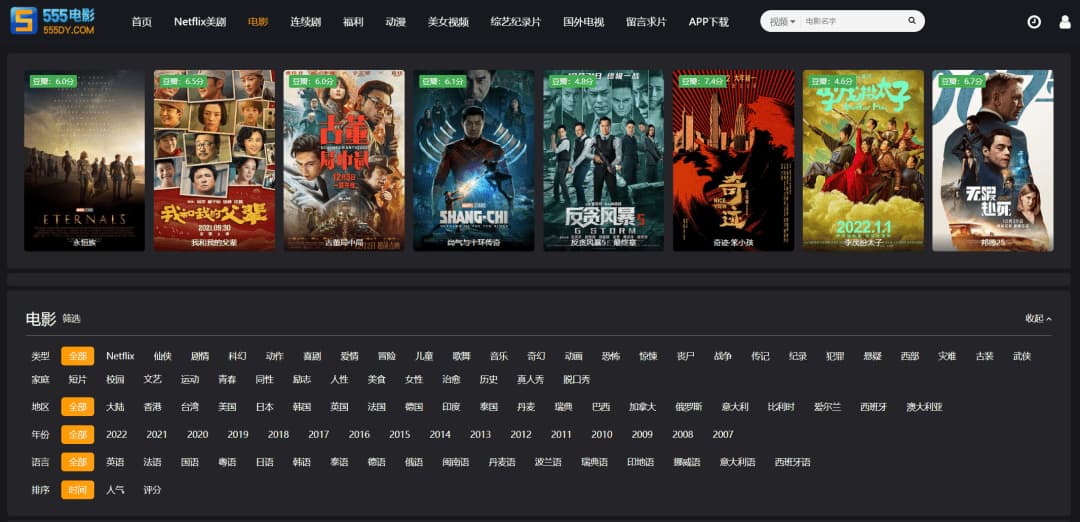 555电影
555DY.COM
首页 Netflix美剧 电影 连续剧 福利 动漫 美女视频 综艺纪录片 国外电视 留言求片 APP下载
视频 电影名字
豆瓣：6.0分 豆瓣：6.5分 豆瓣：6.0分 豆瓣：6.1分 豆瓣：4.8分 豆瓣：7.4分 豆瓣：4.6分 豆瓣：6.7分
ETERNALS
永恒族
我和我的父辈
2021.09.30
我和我的父辈
古董局中局
12月3日
古董局中局
SHANG-CHI
尚气与十环传奇
反贪风暴5
G STORM
反贪风暴5：最终章
奇迹
NICE VIEW
奇迹·笨小孩
李茂扮太子
2022.1.1
李茂扮太子
007
无暇赴死
邦德25
电影 筛选 收起
类型 全部 Netflix 仙侠 剧情 科幻 动作 喜剧 爱情 冒险 儿童 歌舞 音乐 奇幻 动画 恐怖 惊悚 丧尸 战争 传记 纪录 犯罪 悬疑 西部 灾难 古装 武侠
家庭 短片 校园 文艺 运动 青春 同性 励志 人性 美食 女性 治愈 历史 真人秀 脱口秀
地区 全部 大陆 香港 台湾 美国 日本 韩国 英国 法国 德国 印度 泰国 丹麦 瑞典 巴西 加拿大 俄罗斯 意大利 比利时 爱尔兰 西班牙 澳大利亚
年份 全部 2022 2021 2020 2019 2018 2017 2016 2015 2014 2013 2012 2011 2010 2009 2008 2007
语言 全部 英语 法语 国语 粤语 日语 韩语 泰语 德语 俄语 闽南语 丹麦语 波兰语 瑞典语 印地语 挪威语 意大利语 西班牙语
排序 时间 人气 评分